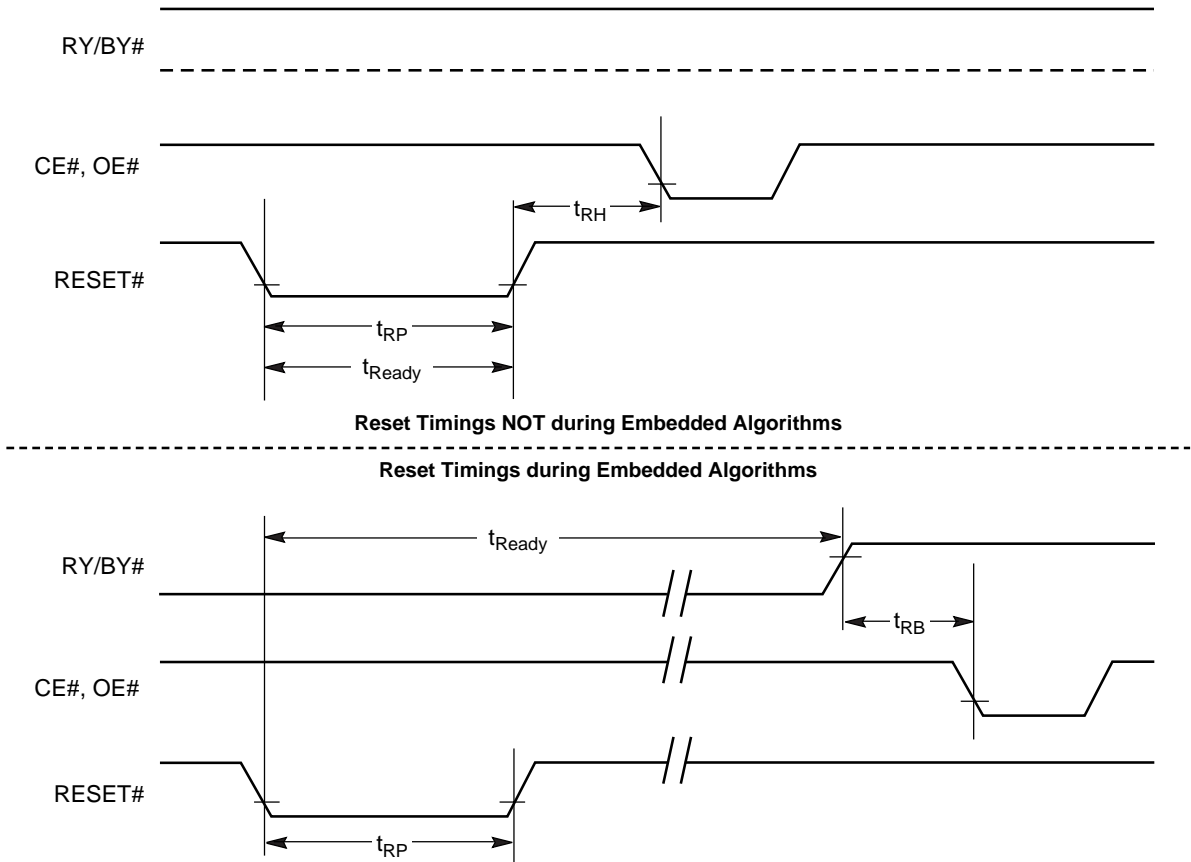 RY/BY#
CE#, OE#
tRH
RESET#
tRP
tReady
Reset Timings NOT during Embedded Algorithms
Reset Timings during Embedded Algorithms
tReady
RY/BY#
tRB
CE#, OE#
RESET#
tRP